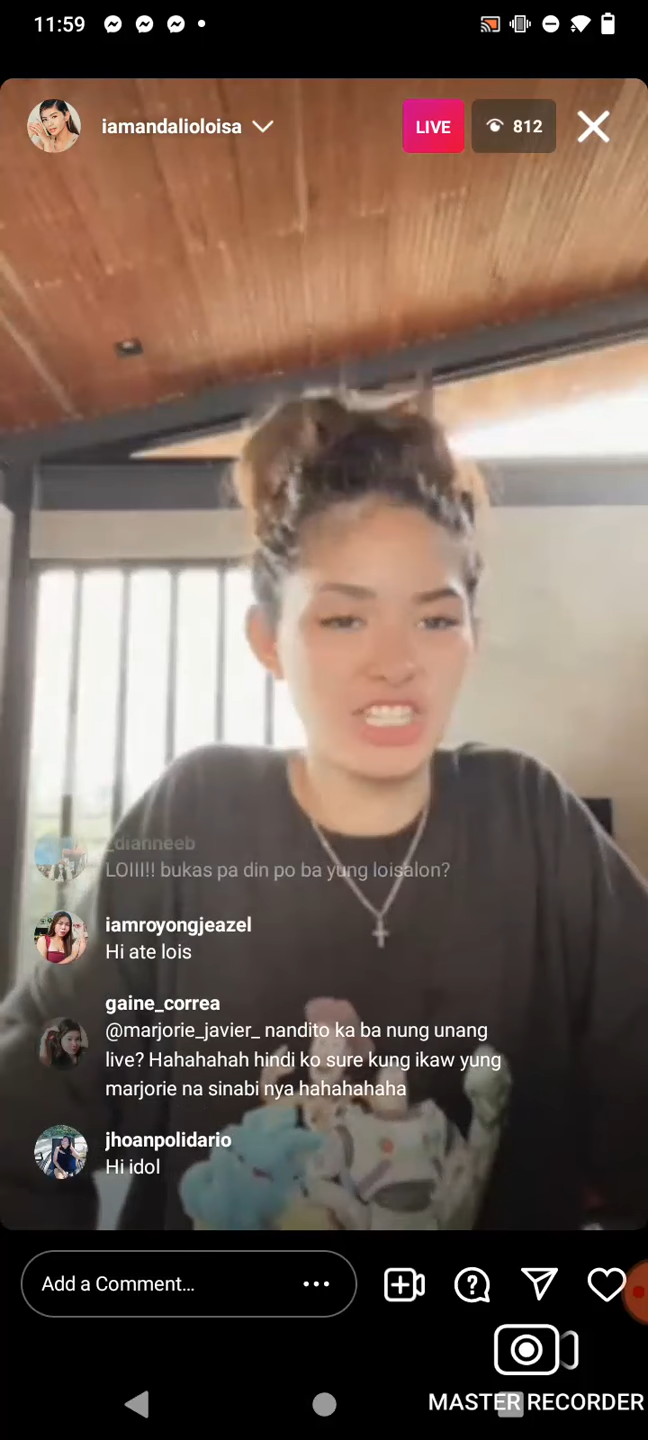 11:59
iamandalioloisa
LIVE
812
_dianneeb
LOIII!! bukas pa din po ba yung loisalon?
iamroyongjeazel
Hi ate lois
gaine_correa
@marjorie_javier_ nandito ka ba nung unang
live? Hahahahah hindi ko sure kung ikaw yung
marjorie na sinabi nya hahahahaha
jhoanpolidario
Hi idol
Add a Comment...
MASTER RECORDER